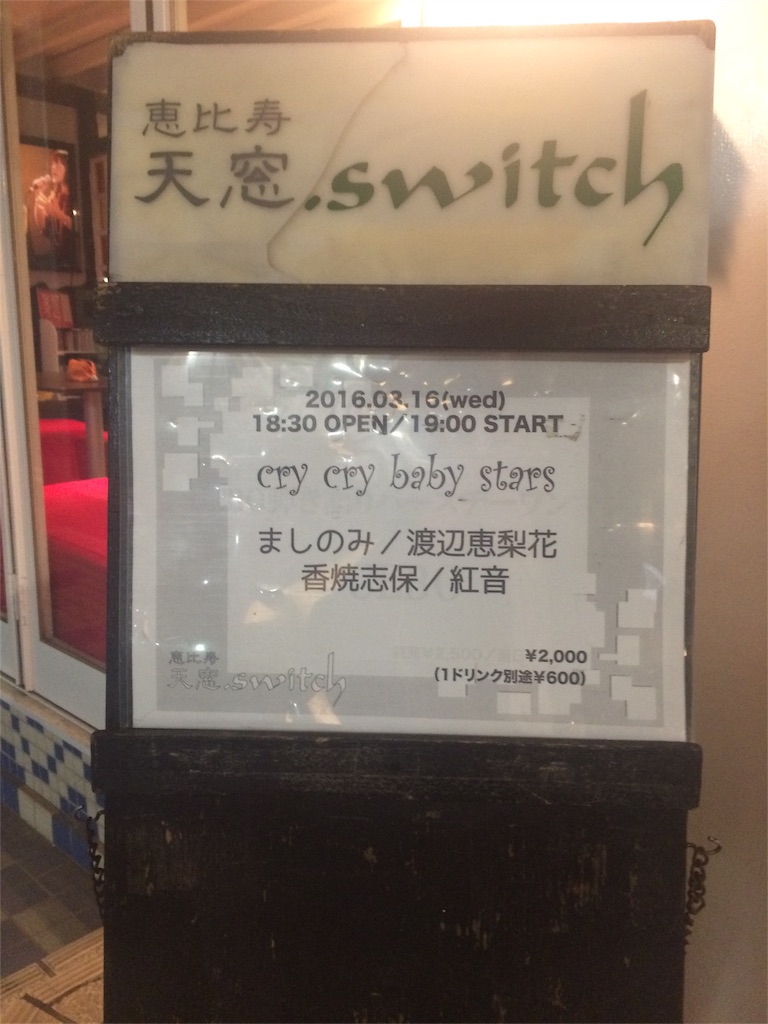 恵比寿
天窓.switch
2016.03.16(wed)
18:30 OPEN/19:00 START
cry cry baby stars
ましのみ／渡辺恵梨花
香焼志保／紅音
¥2,000
(1ドリンク別途¥600)
恵比寿
天窓.switch